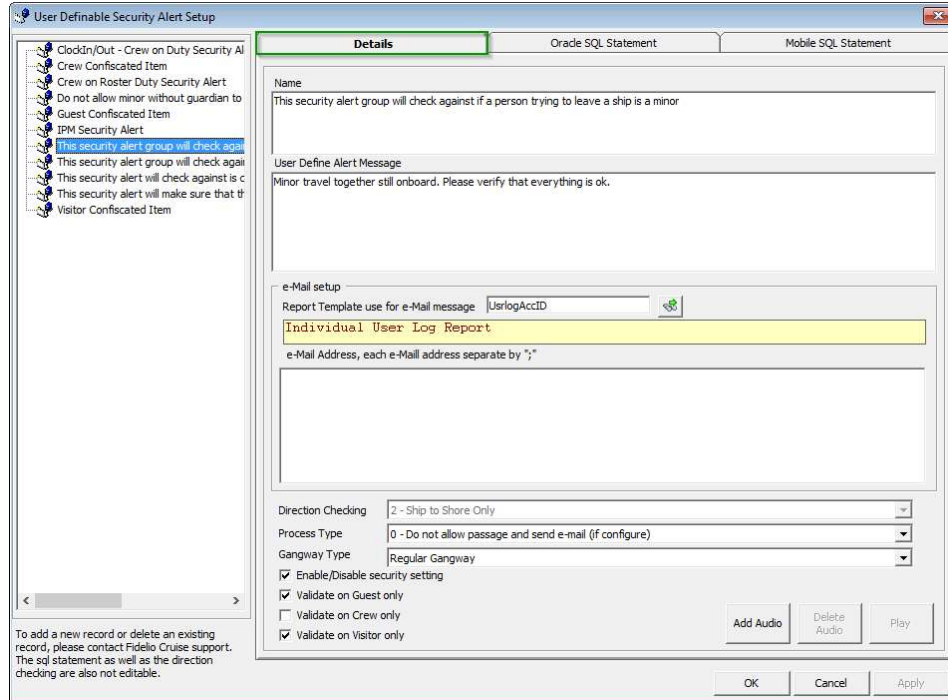 User Definable Security Alert Setup
ClockIn/Out - Crew on Duty Security Al
Crew Confiscated Item
Crew on Roster Duty Security Alert
Do not allow minor without guardian to
Guest Confiscated Item
IPM Security Alert
This security alert group will check agai
This security alert group will check agai
This security alert will check against is c
This security alert will make sure that th
Visitor Confiscated Item
To add a new record or delete an existing
record, please contact Fidelio Cruise support.
The sql statement as well as the direction
checking are also not editable.
Details
Oracle SQL Statement
Mobile SQL Statement
Name
This security alert group will check against if a person trying to leave a ship is a minor
User Define Alert Message
Minor travel together still onboard. Please verify that everything is ok.
e-Mail setup
Report Template use for e-Mail message UsrlogAccID
Individual User Log Report
e-Mail Address, each e-Maill address separate by ";"
Direction Checking 2 - Ship to Shore Only
Process Type 0 - Do not allow passage and send e-mail (if configure)
Gangway Type Regular Gangway
Enable/Disable security setting
Validate on Guest only
Validate on Crew only
Validate on Visitor only
Add Audio
Delete
Audio
Play
OK
Cancel
Apply